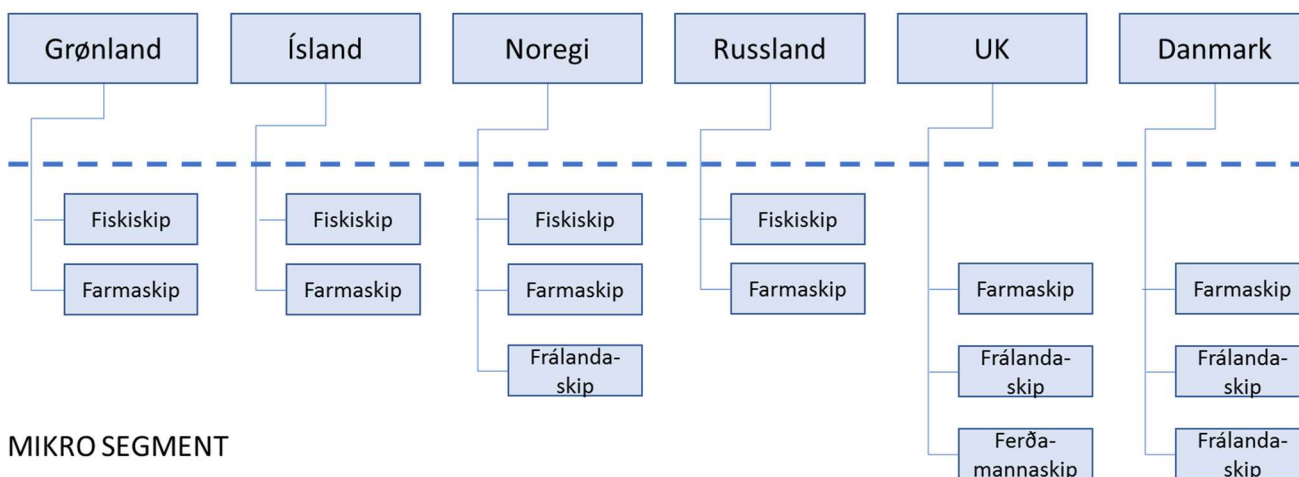 Grønland
Ísland
Noregi
Russland
UK
Danmark
Fiskiskip
Fiskiskip
Fiskiskip
Fiskiskip
Farmaskip
Farmaskip
Farmaskip
Farmaskip
Farmaskip
Farmaskip
Frálanda-
skip
Frálanda-
skip
Frálanda-
skip
MIKRO SEGMENT
Ferða-
mannaskip
Frálanda-
skip